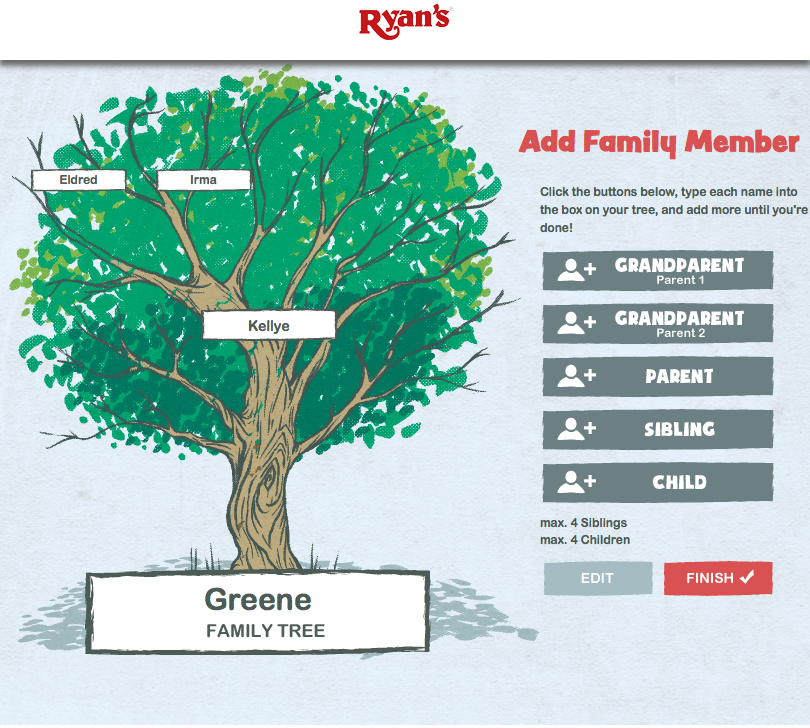 Ryan's
Add Family Member
Click the buttons below, type each name into
the box on your tree, and add more until you're
done!
GRANDPARENT
Parent 1
GRANDPARENT
Parent 2
PARENT
SIBLING
CHILD
max. 4 Siblings
max. 4 Children
EDIT
FINISH
Eldred
Irma
Kellye
Greene
FAMILY TREE